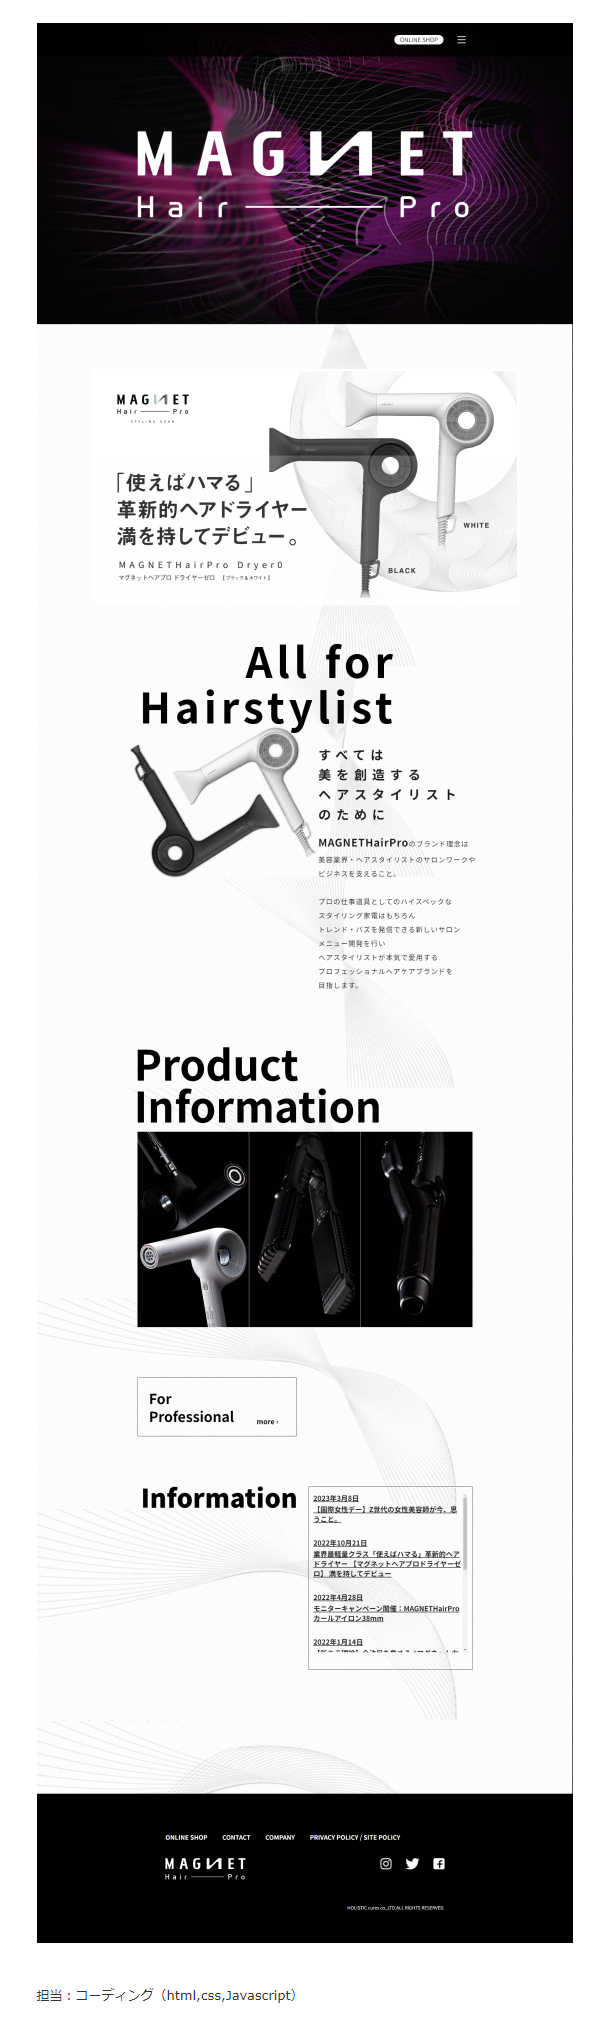 ONLINE SHOP
MAGNET
Hair Pro
MAGNET
Hair Pro
「使えばハマる」
革新的ヘアドライヤー
満を持してデビュー。
MAGNETHairPro Dryer0
マグネットヘアプロ ドライヤーゼロ 【ブラック&ホワイト】
WHITE
BLACK
All for
Hairstylist
すべては
美を創造する
ヘアスタイリスト
のために
MAGNETHairProのブランド理念は
美容業界・ヘアスタイリストのサロンワークや
ビジネスを支えること。
プロの仕事道具としてのハイスペックな
スタイリング家電はもちろん
トレンド・バズを発信できる新しいサロン
メニュー開発を行い
ヘアスタイリストが本気で愛用する
プロフェッショナルヘアケアブランドを
目指します。
Product
Information
For
Professional
more ›
Information
2023年3月8日
【国際女性デー】Z世代の女性美容師が今、思
うこと。
2022年10月21日
業界最軽量クラス「使えばハマる」革新的ヘア
ドライヤー 【マグネットヘアプロドライヤーゼ
ロ】 満を持してデビュー
2022年4月28日
モニターキャンペーン開催：MAGNETHairPro
カールアイロン38mm
2022年1月14日
ONLINE SHOP
CONTACT
COMPANY
PRIVACY POLICY / SITE POLICY
MAGNET
Hair Pro
HOLISTIC cures co.,LTD.ALL RIGHTS RESERVED.
担当：コーディング（html,css,Javascript）